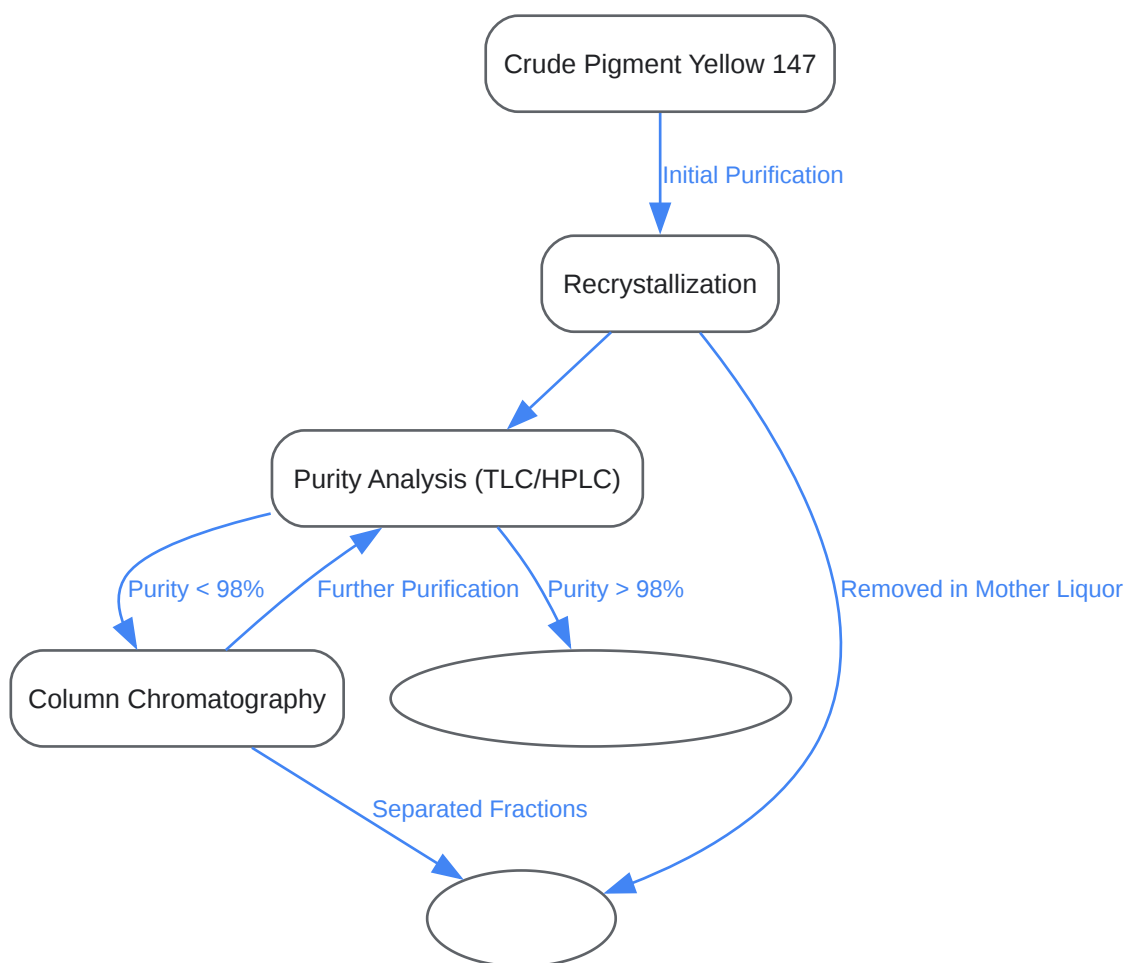 Crude Pigment Yellow 147
Initial Purification
Recrystallization
Purity Analysis (TLC/HPLC)
Purity < 98%
Further Purification
Purity > 98%
Removed in Mother Liquor
Column Chromatography
Separated Fractions